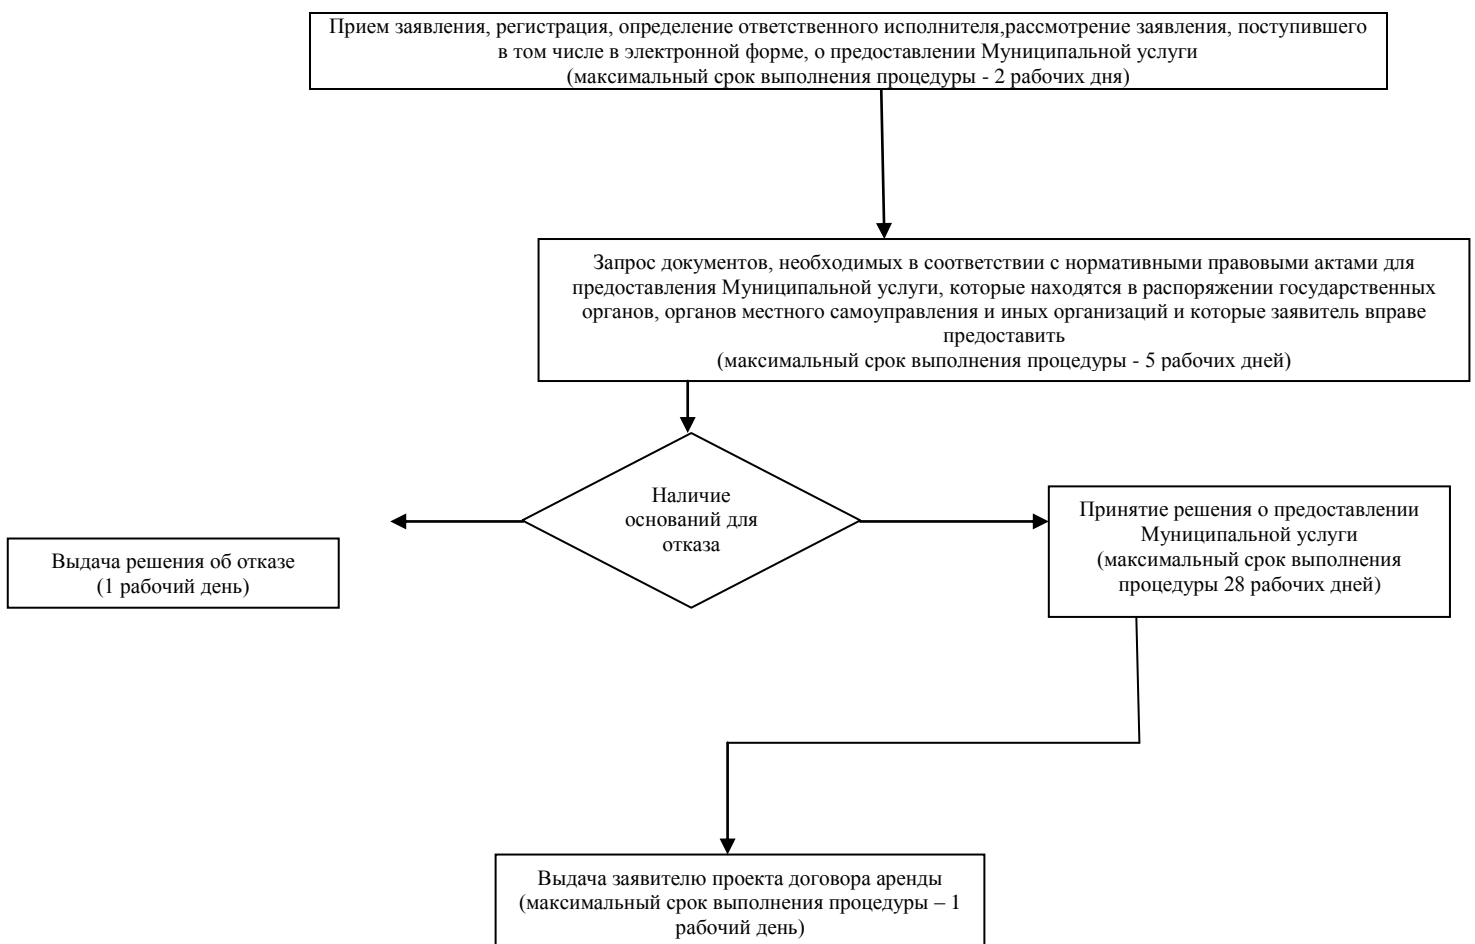 Прием заявления, регистрация, определение ответственного исполнителя,рассмотрение заявления, поступившего
в том числе в электронной форме, о предоставлении Муниципальной услуги
(максимальный срок выполнения процедуры - 2 рабочих дня)
Запрос документов, необходимых в соответствии с нормативными правовыми актами для
предоставления Муниципальной услуги, которые находятся в распоряжении государственных
органов, органов местного самоуправления и иных организаций и которые заявитель вправе
предоставить
(максимальный срок выполнения процедуры - 5 рабочих дней)
Наличие
оснований для
отказа
Выдача решения об отказе
(1 рабочий день)
Принятие решения о предоставлении
Муниципальной услуги
(максимальный срок выполнения
процедуры 28 рабочих дней)
Выдача заявителю проекта договора аренды
(максимальный срок выполнения процедуры – 1
рабочий день)